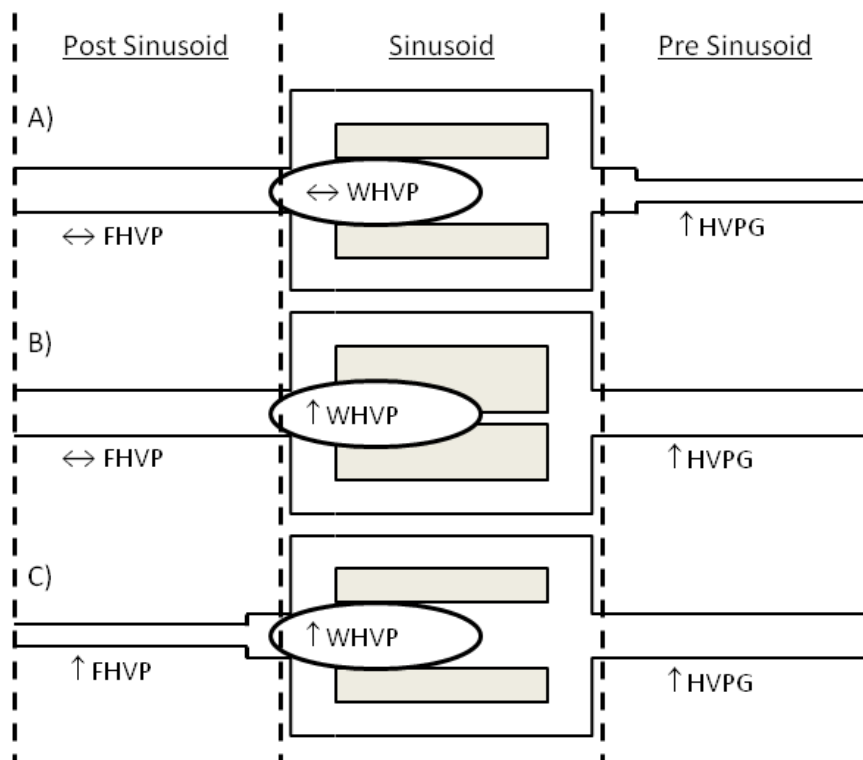 Post Sinusoid Sinusoid Pre Sinusoid
A)
↔ WHVP
↔ FHVP ↑ HVPG
B)
↑ WHVP
↔ FHVP ↑ HVPG
C)
↑ WHVP
↑ FHVP ↑ HVPG